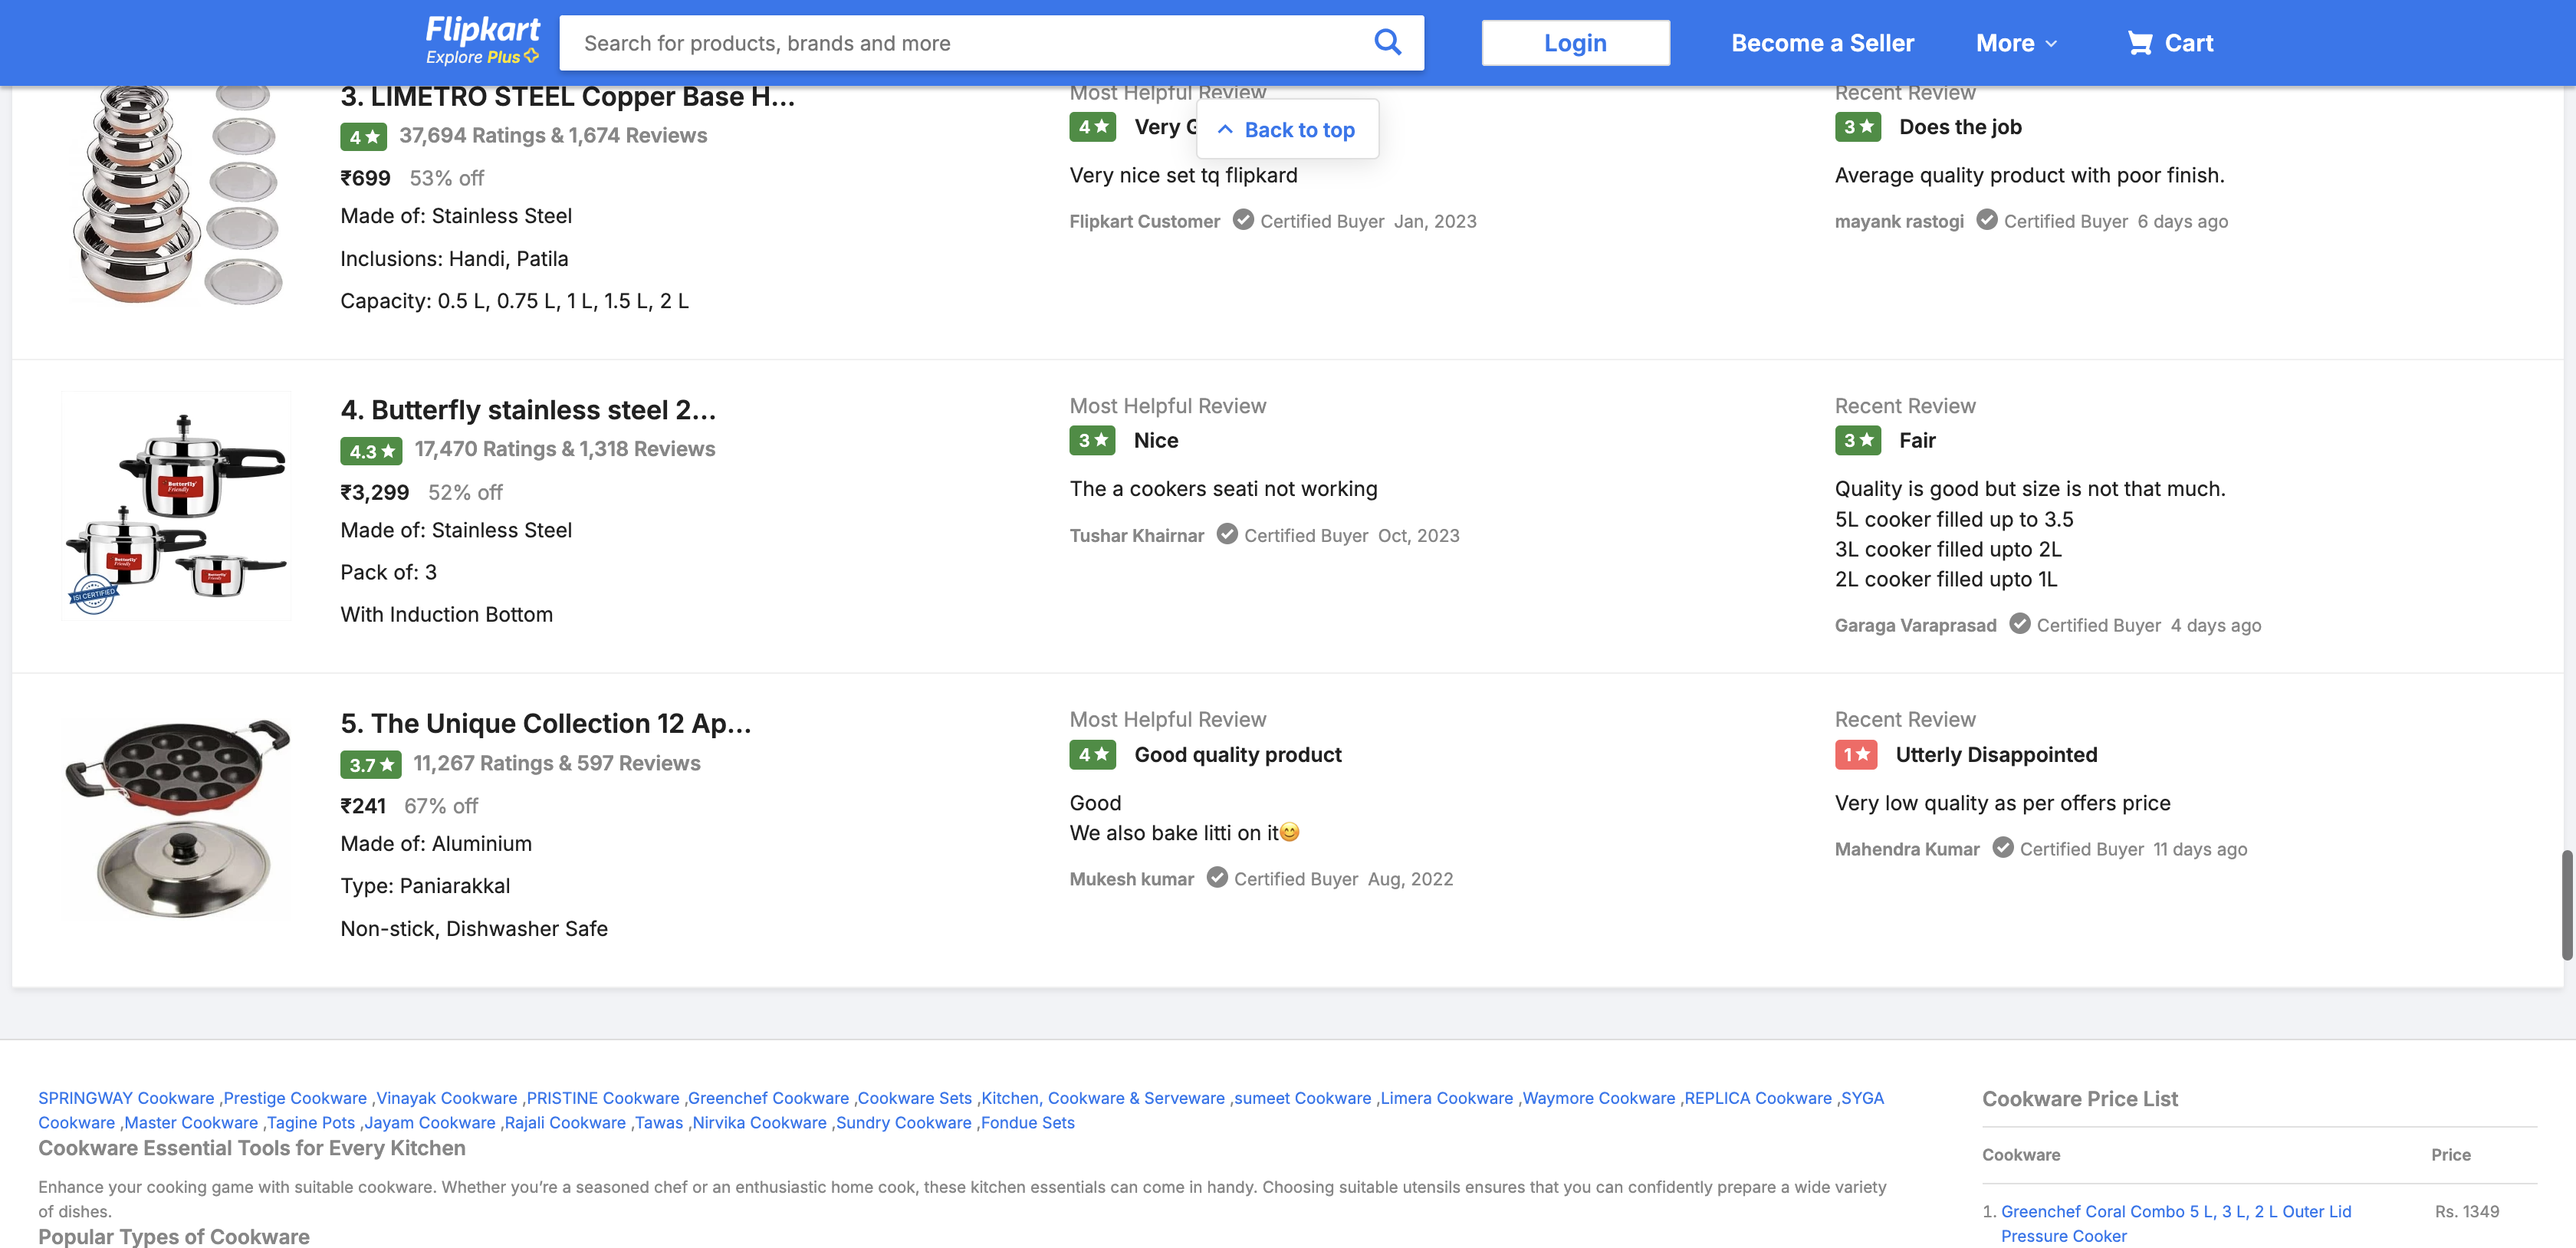 Flipkart
Explore Plus
Search for products, brands and more
Login
Become a Seller
More
Cart
Back to top
3. LIMETRO STEEL Copper Base H...
4★ 37,694 Ratings & 1,674 Reviews
₹699 53% off
Made of: Stainless Steel
Inclusions: Handi, Patila
Capacity: 0.5 L, 0.75 L, 1 L, 1.5 L, 2 L
Most Helpful Review
4★ Very G
Very nice set tq flipkard
Flipkart Customer Certified Buyer Jan, 2023
Recent Review
3★ Does the job
Average quality product with poor finish.
mayank rastogi Certified Buyer 6 days ago
Butterfly
Friendly
Butterfly
Friendly
Butterfly
Friendly
ISI CERTIFIED
4. Butterfly stainless steel 2...
4.3★ 17,470 Ratings & 1,318 Reviews
₹3,299 52% off
Made of: Stainless Steel
Pack of: 3
With Induction Bottom
Most Helpful Review
3★ Nice
The a cookers seati not working
Tushar Khairnar Certified Buyer Oct, 2023
Recent Review
3★ Fair
Quality is good but size is not that much.
5L cooker filled up to 3.5
3L cooker filled upto 2L
2L cooker filled upto 1L
Garaga Varaprasad Certified Buyer 4 days ago
5. The Unique Collection 12 Ap...
3.7★ 11,267 Ratings & 597 Reviews
₹241 67% off
Made of: Aluminium
Type: Paniarakkal
Non-stick, Dishwasher Safe
Most Helpful Review
4★ Good quality product
Good
We also bake litti on it😊
Mukesh kumar Certified Buyer Aug, 2022
Recent Review
1★ Utterly Disappointed
Very low quality as per offers price
Mahendra Kumar Certified Buyer 11 days ago
SPRINGWAY Cookware ,Prestige Cookware ,Vinayak Cookware ,PRISTINE Cookware ,Greenchef Cookware ,Cookware Sets ,Kitchen, Cookware & Serveware ,sumeet Cookware ,Limera Cookware ,Waymore Cookware ,REPLICA Cookware ,SYGA
Cookware ,Master Cookware ,Tagine Pots ,Jayam Cookware ,Rajali Cookware ,Tawas ,Nirvika Cookware ,Sundry Cookware ,Fondue Sets
Cookware Essential Tools for Every Kitchen
Enhance your cooking game with suitable cookware. Whether you’re a seasoned chef or an enthusiastic home cook, these kitchen essentials can come in handy. Choosing suitable utensils ensures that you can confidently prepare a wide variety
of dishes.
Popular Types of Cookware
Cookware Price List
Cookware Price
1. Greenchef Coral Combo 5 L, 3 L, 2 L Outer Lid Rs. 1349
Pressure Cooker